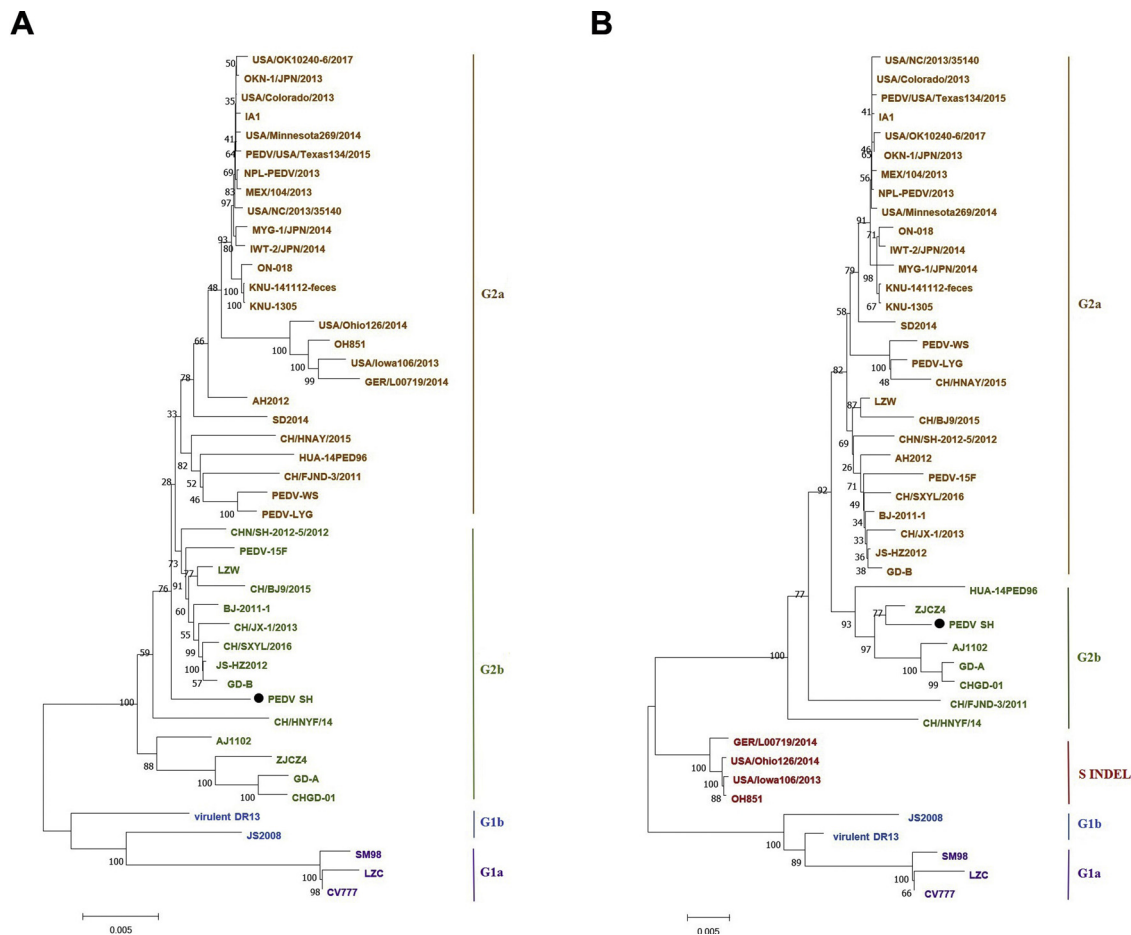 A
50 USA/OK10240-6/2017
OKN-1/JPN/2013
35 USA/Colorado/2013
IA1
41 USA/Minnesota269/2014
64 PEDV/USA/Texas134/2015
69 NPL-PEDV/2013
83 MEX/104/2013
97 USA/NC/2013/35140
MYG-1/JPN/2014
93
80 IWT-2/JPN/2014
ON-018
48 100 KNU-141112-feces
100 KNU-1305
G2a
USA/Ohio126/2014
66 100 OH851
100 USA/Iowa106/2013
99 GER/L00719/2014
78
AH2012
33 SD2014
CH/HNAY/2015
82 HUA-14PED96
28 52 CH/FJND-3/2011
46 PEDV-WS
100 PEDV-LYG
CHN/SH-2012-5/2012
73 PEDV-15F
76 91 77 LZW
CH/BJ9/2015
60 BJ-2011-1
55 CH/JX-1/2013
99 CH/SXYL/2016
59 100 JS-HZ2012
57 GD-B
G2b
100 PEDV SH
CH/HNYF/14
AJ1102
88 ZJCZ4
100 GD-A
100 CHGD-01
virulent DR13
G1b
JS2008
100 SM98
100 LZC
G1a
98 CV777
0.005
B
USA/NC/2013/35140
USA/Colorado/2013
PEDV/USA/Texas134/2015
41 IA1
USA/OK10240-6/2017
46
65 OKN-1/JPN/2013
MEX/104/2013
56 NPL-PEDV/2013
USA/Minnesota269/2014
91 71 ON-018
IWT-2/JPN/2014
79 MYG-1/JPN/2014
98 KNU-141112-feces
67 KNU-1305
G2a
58 SD2014
PEDV-WS
100 PEDV-LYG
82 48 CH/HNAY/2015
87 LZW
CH/BJ9/2015
69 CHN/SH-2012-5/2012
26 AH2012
71 PEDV-15F
92 49 CH/SXYL/2016
34 BJ-2011-1
33 CH/JX-1/2013
36 JS-HZ2012
38 GD-B
77 HUA-14PED96
77 ZJCZ4
93 PEDV SH
97 AJ1102
G2b
100 100 GD-A
99 CHGD-01
CH/FJND-3/2011
CH/HNYF/14
GER/L00719/2014
100 USA/Ohio126/2014
100 USA/Iowa106/2013
S INDEL
88 OH851
JS2008
G1b
100 virulent DR13
89 SM98
100 LZC
G1a
66 CV777
0.005